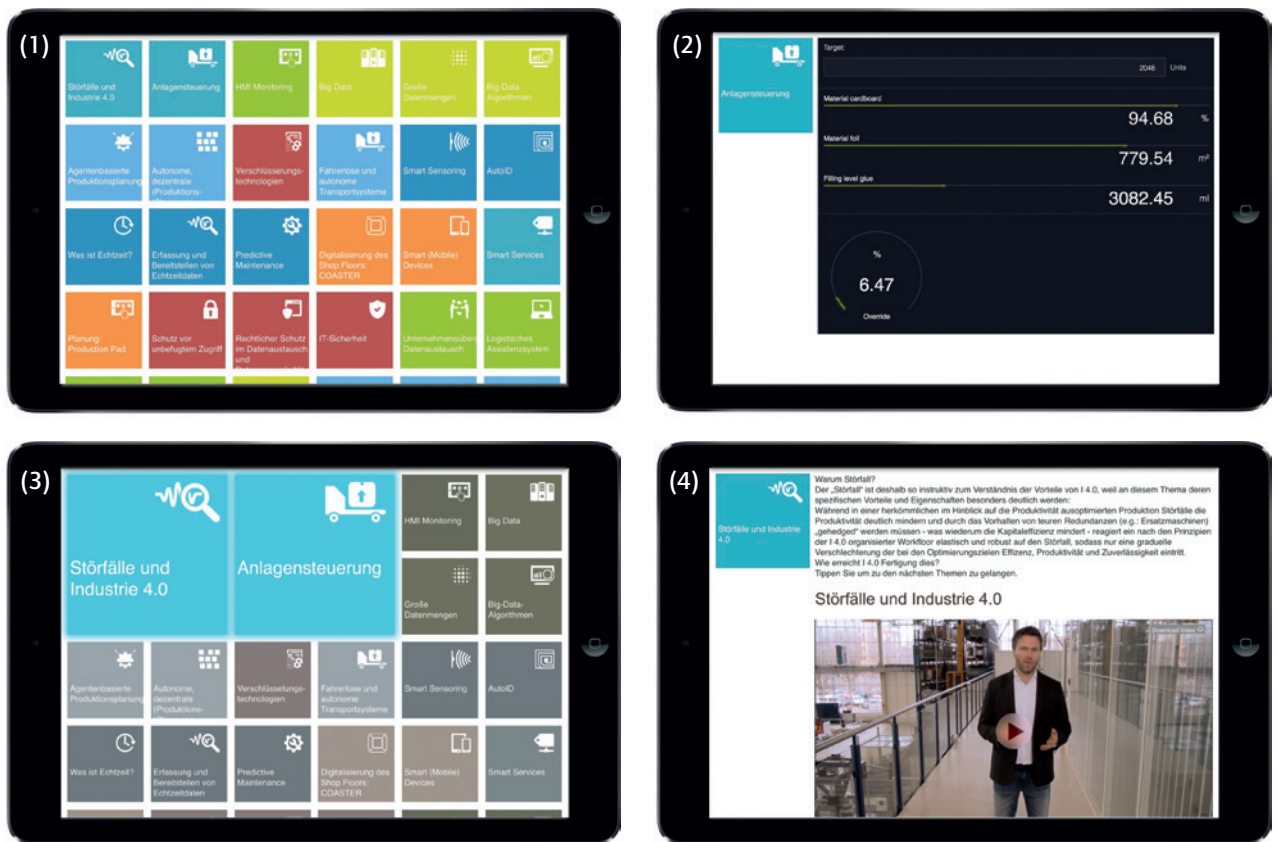 (1)
Störfälle und
Industrie 4.0
Anlagensteuerung
HMI Monitoring
Big Data
Große
Datenmengen
Big-Data-
Algorithmen
Agentenbasierte
Produktionsplanung
Autonome,
dezentrale
(Produktions-
Verschlüsselungs-
technologien
Fahrerlose und
autonome
Transportsysteme
Smart Sensoring
AutoID
Was ist Echtzeit?
Erfassung und
Bereitstellen von
Echtzeitdaten
Predictive
Maintenance
Digitalisierung des
Shop Floors:
COASTER
Smart (Mobile)
Devices
Smart Services
Planung:
Production Pad
Schutz vor
unbefugtem Zugriff
Rechtlicher Schutz
im Datenaustausch
und
IT-Sicherheit
Unternehmensüber
Datenaustausch
Logistisches
Assistenzsystem
(2)
Anlagensteuerung
Target:
2048 Units
Material cardboard
94.68 %
Material foil
779.54 m²
Filling level glue
3082.45 ml
%
6.47
Override
(3)
Störfälle und
Industrie 4.0
Anlagensteuerung
HMI Monitoring
Big Data
Große
Datenmengen
Big-Data-
Algorithmen
Agentenbasierte
Produktionsplanung
Autonome,
dezentrale
(Produktions-
Verschlüsselungs-
technologien
Fahrerlose und
autonome
Transportsysteme
Smart Sensoring
AutoID
Was ist Echtzeit?
Erfassung und
Bereitstellen von
Echtzeitdaten
Predictive
Maintenance
Digitalisierung des
Shop Floors:
COASTER
Smart (Mobile)
Devices
Smart Services
(4)
Störfälle und Industrie
4.0
Warum Störfall?
Der „Störfall" ist deshalb so instruktiv zum Verständnis der Vorteile von I 4.0, weil an diesem Thema deren
spezifischen Vorteile und Eigenschaften besonders deutlich werden:
Während in einer herkömmlichen im Hinblick auf die Produktivität ausoptimierten Produktion Störfälle die
Produktivität deutlich mindern und durch das Vorhalten von teuren Redundanzen (e.g.: Ersatzmaschinen)
„gehedged" werden müssen - was wiederum die Kapitaleffizienz mindert - reagiert ein nach den Prinzipien
der I 4.0 organisierter Workfloor elastisch und robust auf den Störfall, sodass nur eine graduelle
Verschlechterung der bei den Optimierungszielen Effizenz, Produktivität und Zuverlässigkeit eintritt.
Wie erreicht I 4.0 Fertigung dies?
Tippen Sie um zu den nächsten Themen zu gelangen.
Störfälle und Industrie 4.0
Download Video